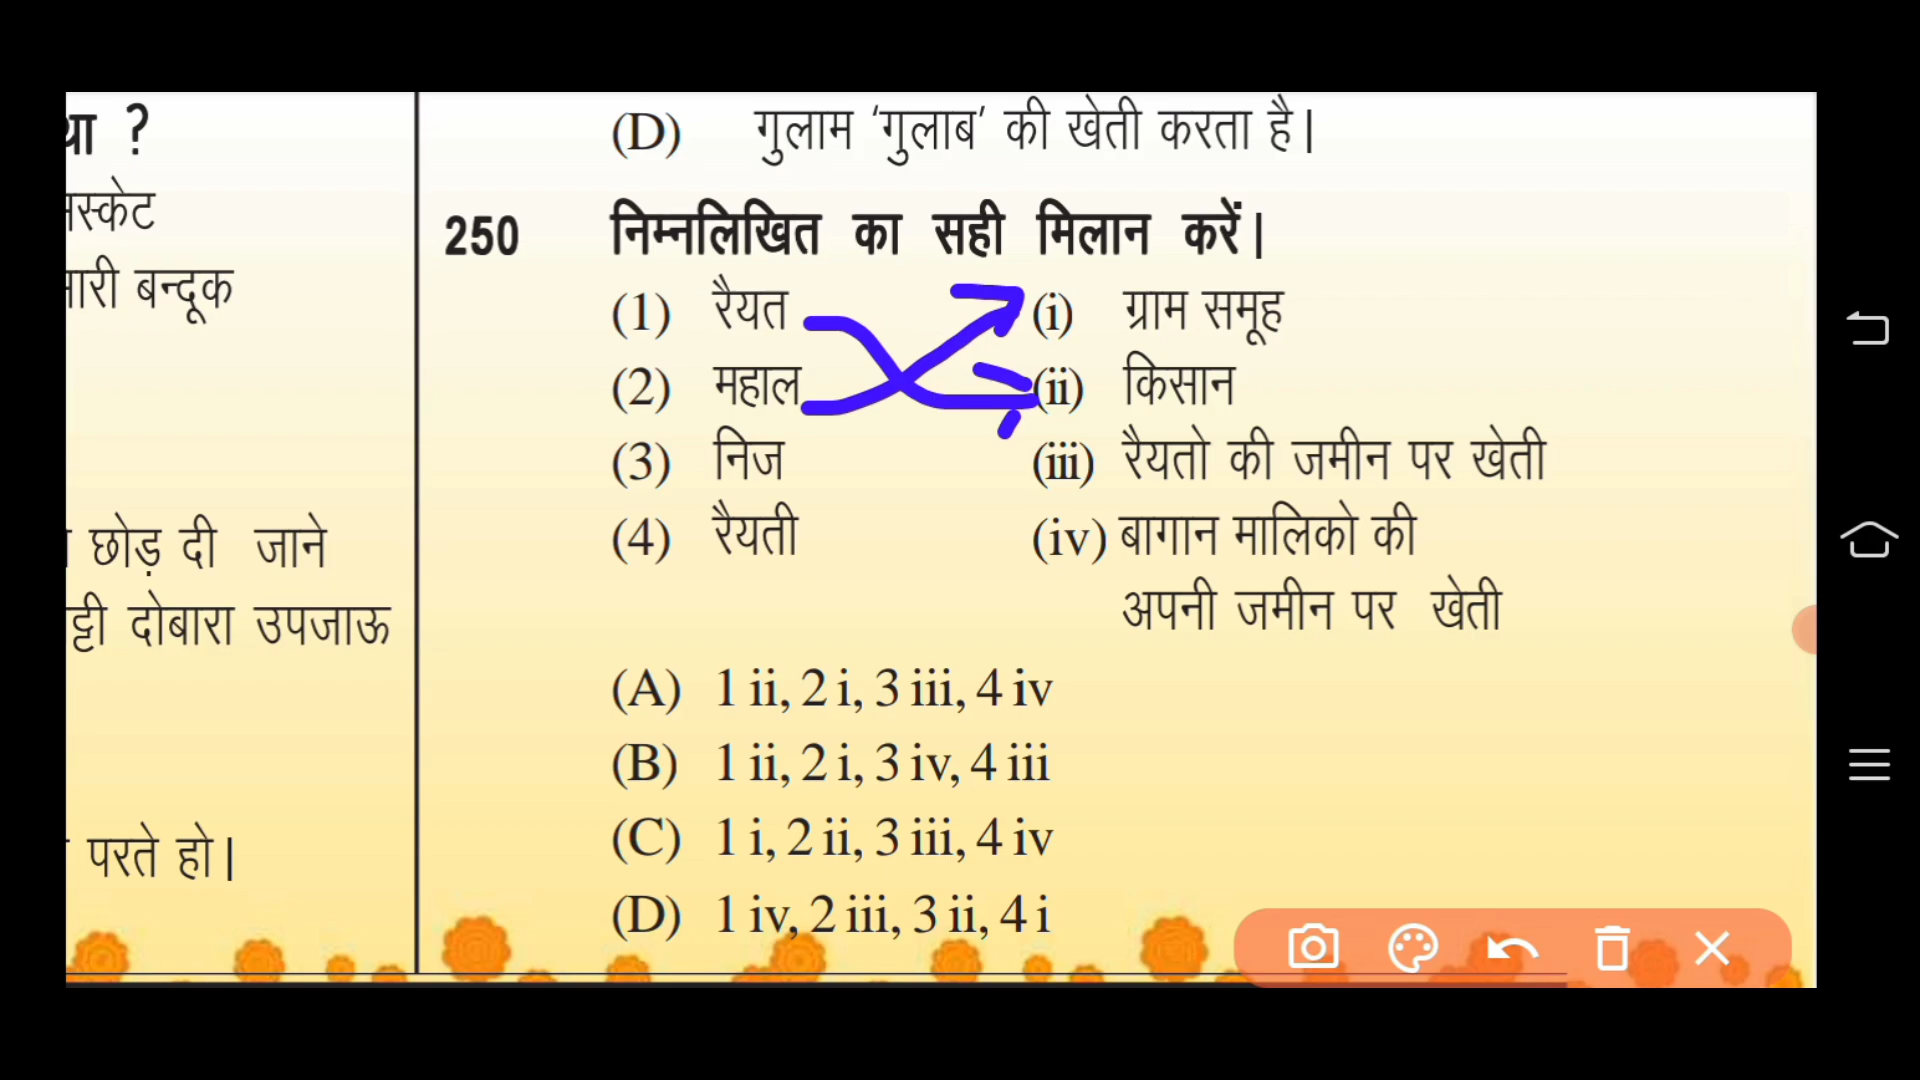 था ?
स्केट
मारी बन्दूक
छोड़ दी जाने
ट्टी दोबारा उपजाऊ
परते हो।
(D) गुलाम ‘गुलाब’ की खेती करता है।
250 निम्नलिखित का सही मिलान करें।
(1) रैयत (i) ग्राम समूह
(2) महाल (ii) किसान
(3) निज (iii) रैयतो की जमीन पर खेती
(4) रैयती (iv) बागान मालिको की
अपनी जमीन पर खेती
(A) 1 ii, 2 i, 3 iii, 4 iv
(B) 1 ii, 2 i, 3 iv, 4 iii
(C) 1 i, 2 ii, 3 iii, 4 iv
(D) 1 iv, 2 iii, 3 ii, 4 i